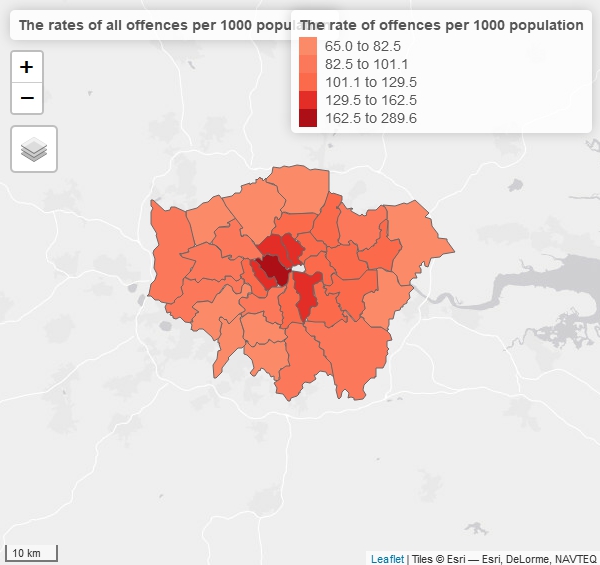 The rates of all offences per 1000 popul
The rate of offences per 1000 population
65.0 to 82.5
82.5 to 101.1
101.1 to 129.5
129.5 to 162.5
162.5 to 289.6
+
−
10 km
Leaflet | Tiles © Esri — Esri, DeLorme, NAVTEQ